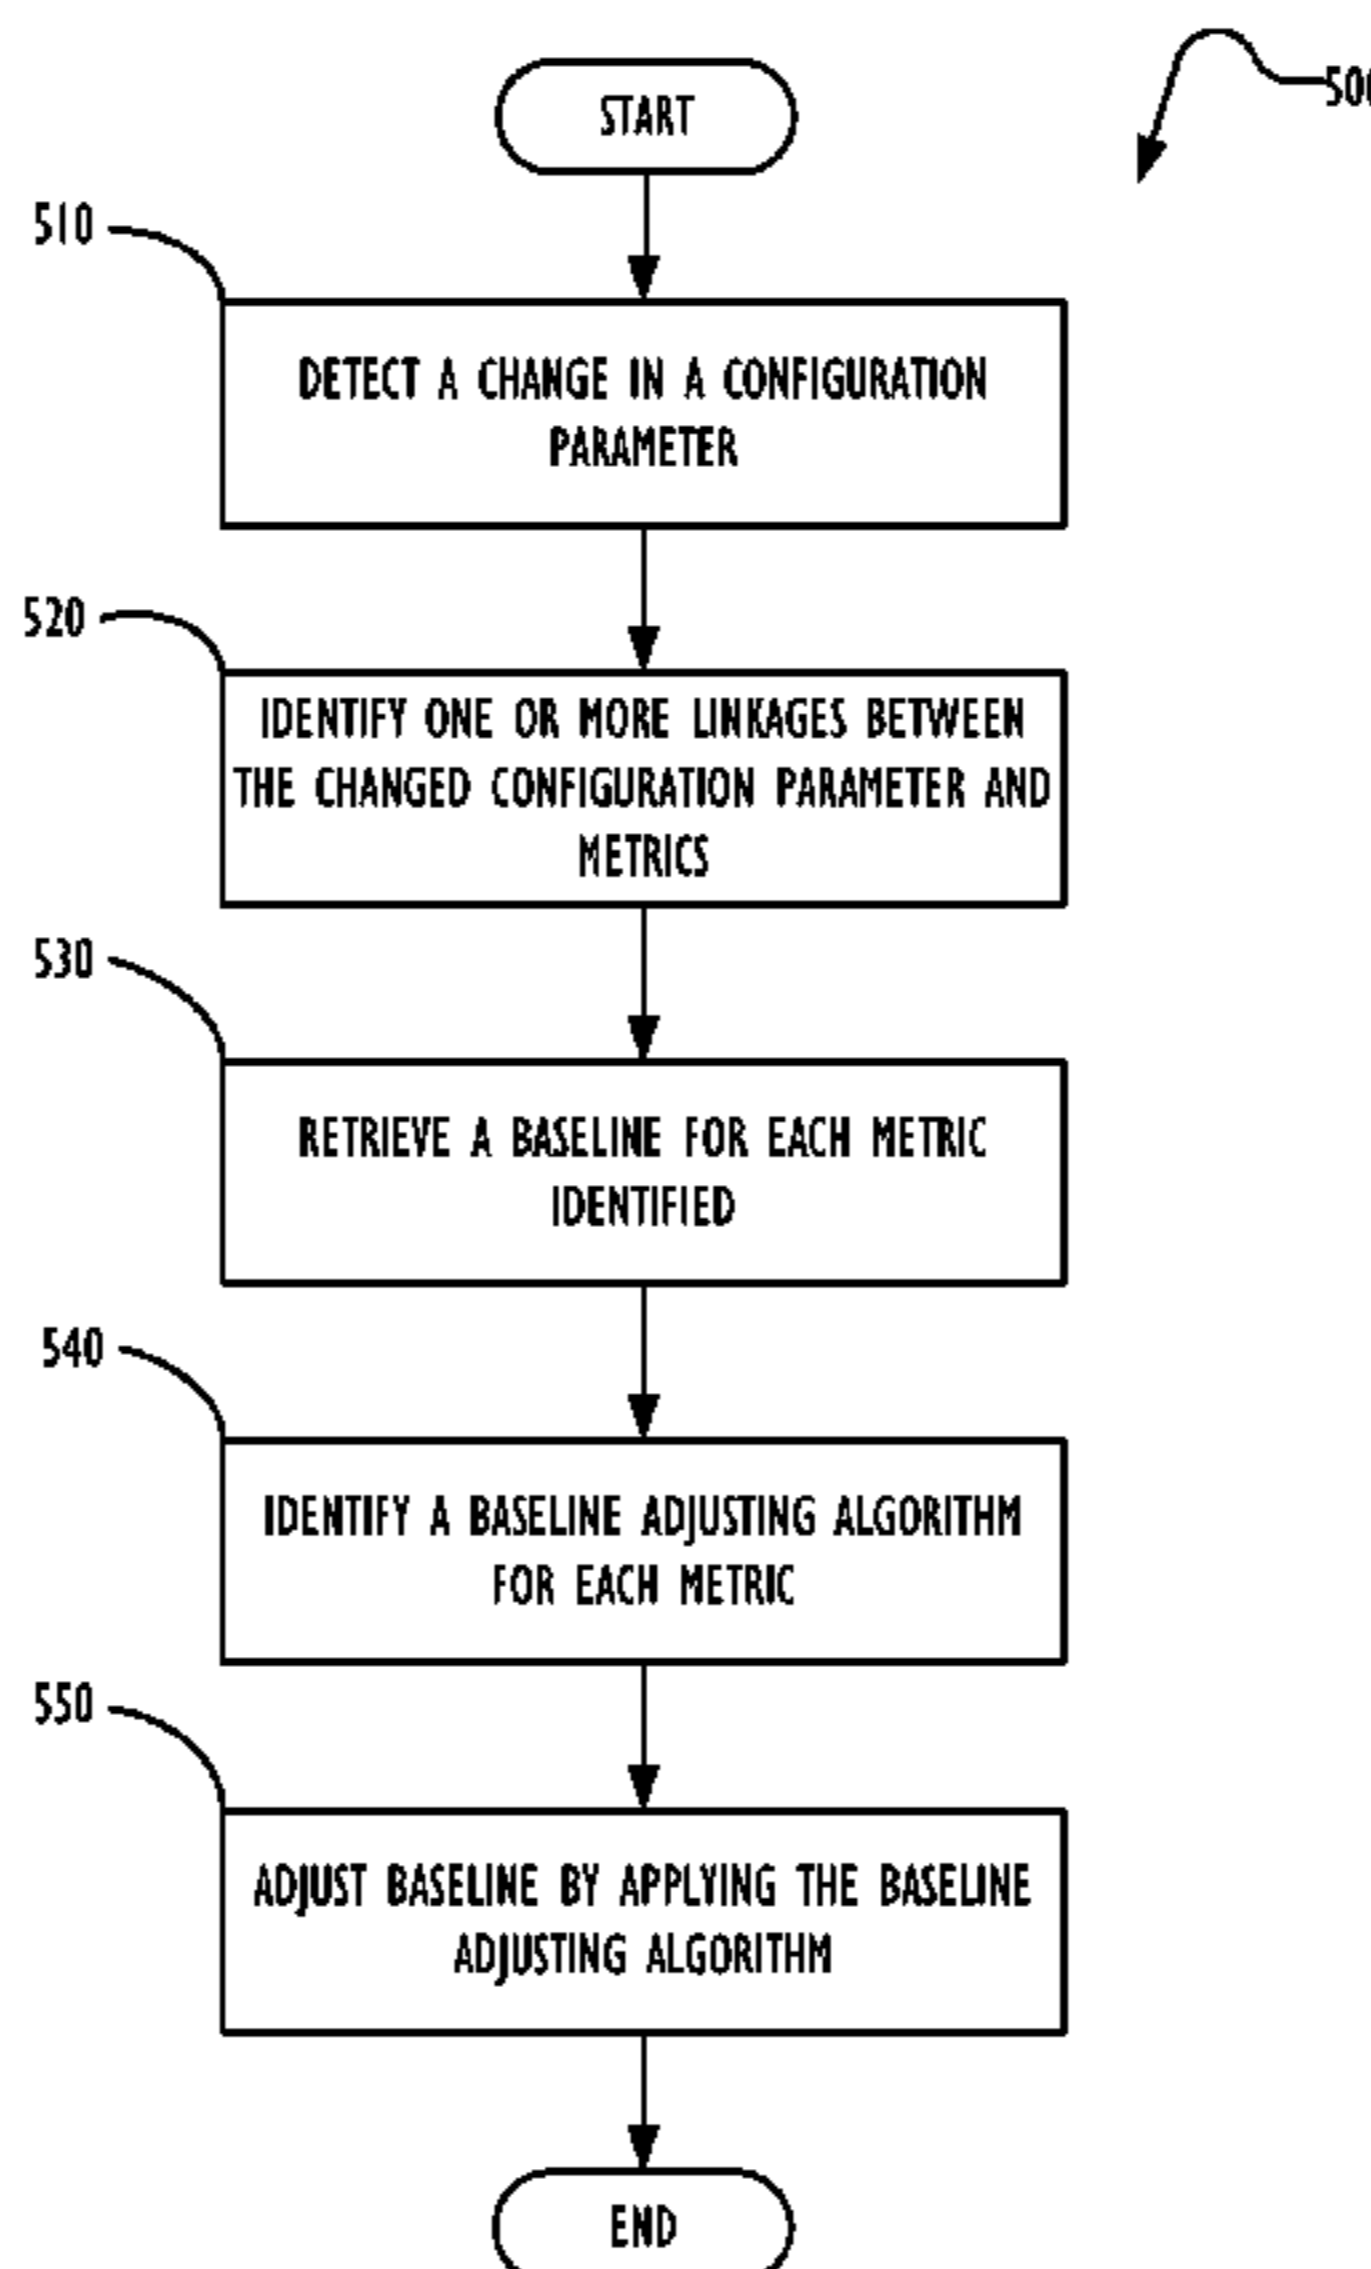 START
500
510
DETECT A CHANGE IN A CONFIGURATION
PARAMETER
520
IDENTIFY ONE OR MORE LINKAGES BETWEEN
THE CHANGED CONFIGURATION PARAMETER AND
METRICS
530
RETRIEVE A BASELINE FOR EACH METRIC
IDENTIFIED
540
IDENTIFY A BASELINE ADJUSTING ALGORITHM
FOR EACH METRIC
550
ADJUST BASELINE BY APPLYING THE BASELINE
ADJUSTING ALGORITHM
END